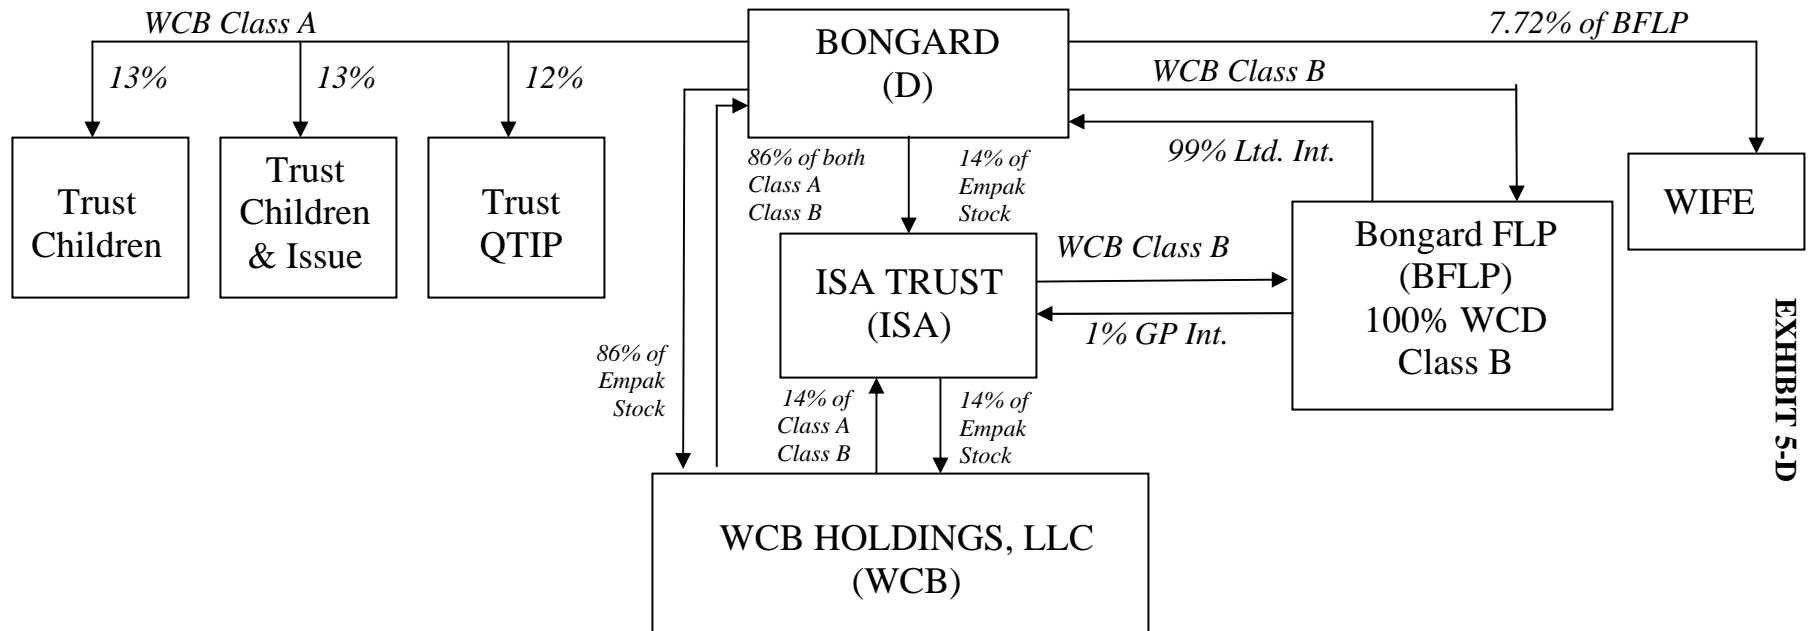 WCB Class A
BONGARD
(D)
7.72% of BFLP
13%
13%
12%
WCB Class B
Trust
Children
Trust
Children
& Issue
Trust
QTIP
86% of both
Class A
Class B
14% of
Empak
Stock
99% Ltd. Int.
WIFE
ISA TRUST
(ISA)
WCB Class B
1% GP Int.
Bongard FLP
(BFLP)
100% WCD
Class B
86% of
Empak
Stock
14% of
Class A
Class B
14% of
Empak
Stock
WCB HOLDINGS, LLC
(WCB)
EXHIBIT 5-D